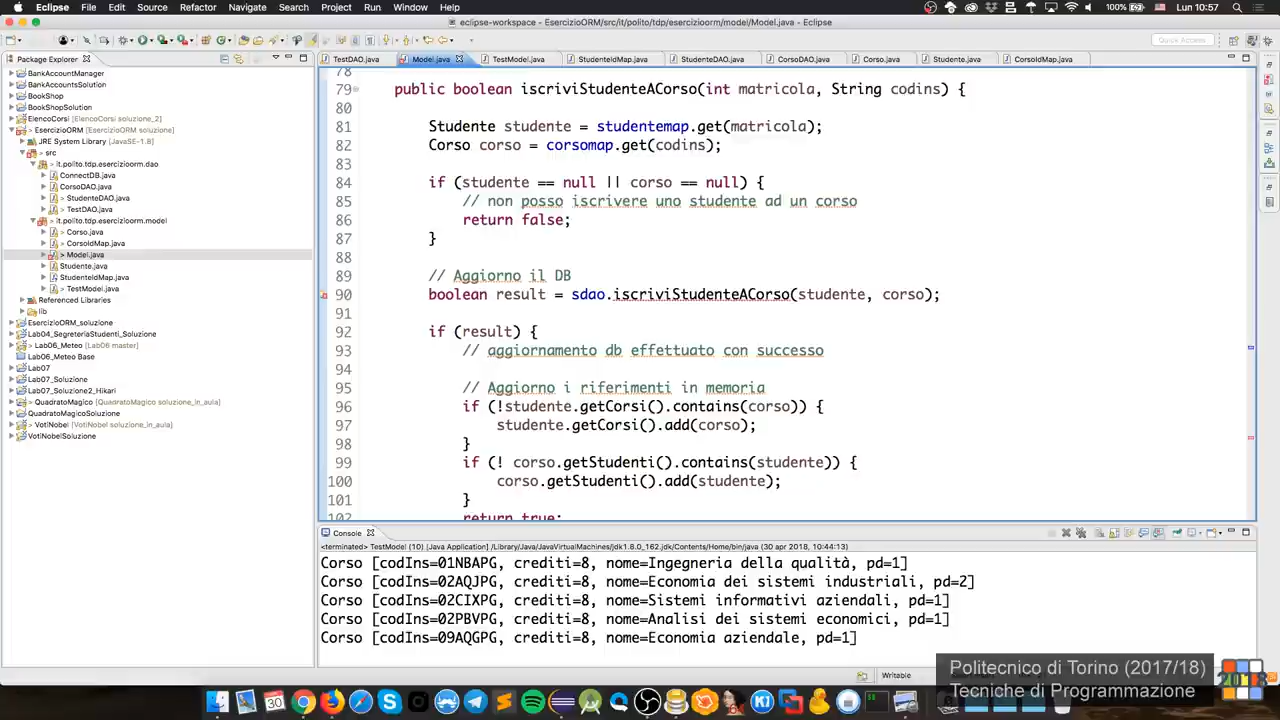 Eclipse File Edit Source Refactor Navigate Search Project Run Window Help 100% Lun 10:57
eclipse-workspace - EsercizioORM/src/it/polito/tdp/esercizioorm/model/Model.java - Eclipse
Quick Access
Package Explorer
BankAccountManager
BankAccountsSolution
BookShop
BookShopSolution
ElencoCorsi [ElencoCorsi soluzione_2]
> EsercizioORM [EsercizioORM soluzione]
JRE System Library [JavaSE-1.8]
> src
> it.polito.tdp.esercizioorm.dao
ConnectDB.java
CorsoDAO.java
StudenteDAO.java
TestDAO.java
> it.polito.tdp.esercizioorm.model
> Corso.java
CorsoIdMap.java
> Model.java
Studente.java
StudenteIdMap.java
> TestModel.java
Referenced Libraries
lib
EsercizioORM_soluzione
Lab04_SegreteriaStudenti_Soluzione
> Lab06_Meteo [Lab06 master]
Lab06_Meteo Base
Lab07
Lab07_Soluzione
Lab07_Soluzione2_Hikari
> QuadratoMagico [QuadratoMagico soluzione_in_aula]
QuadratoMagicoSoluzione
> VotiNobel [VotiNobel soluzione_in_aula]
VotiNobelSoluzione
TestDAO.java Model.java TestModel.java StudenteIdMap.java StudenteDAO.java CorsoDAO.java Corso.java Studente.java CorsoIdMap.java
78
79 public boolean iscriviStudenteACorso(int matricola, String codins) {
80
81 Studente studente = studentemap.get(matricola);
82 Corso corso = corsomap.get(codins);
83
84 if (studente == null || corso == null) {
85 // non posso iscrivere uno studente ad un corso
86 return false;
87 }
88
89 // Aggiorno il DB
90 boolean result = sdao.iscriviStudenteACorso(studente, corso);
91
92 if (result) {
93 // aggiornamento db effettuato con successo
94
95 // Aggiorno i riferimenti in memoria
96 if (!studente.getCorsi().contains(corso)) {
97 studente.getCorsi().add(corso);
98 }
99 if (! corso.getStudenti().contains(studente)) {
100 corso.getStudenti().add(studente);
101 }
102 return true;
Console
<terminated> TestModel (10) [Java Application] /Library/Java/JavaVirtualMachines/jdk1.8.0_162.jdk/Contents/Home/bin/java (30 apr 2018, 10:44:13)
Corso [codIns=01NBAPG, crediti=8, nome=Ingegneria della qualità, pd=1]
Corso [codIns=02AQJPG, crediti=8, nome=Economia dei sistemi industriali, pd=2]
Corso [codIns=02CIXPG, crediti=8, nome=Sistemi informativi aziendali, pd=1]
Corso [codIns=02PBVPG, crediti=8, nome=Analisi dei sistemi economici, pd=1]
Corso [codIns=09AQGPG, crediti=8, nome=Economia aziendale, pd=1]
Writable
Politecnico di Torino (2017/18)
Tecniche di Programmazione